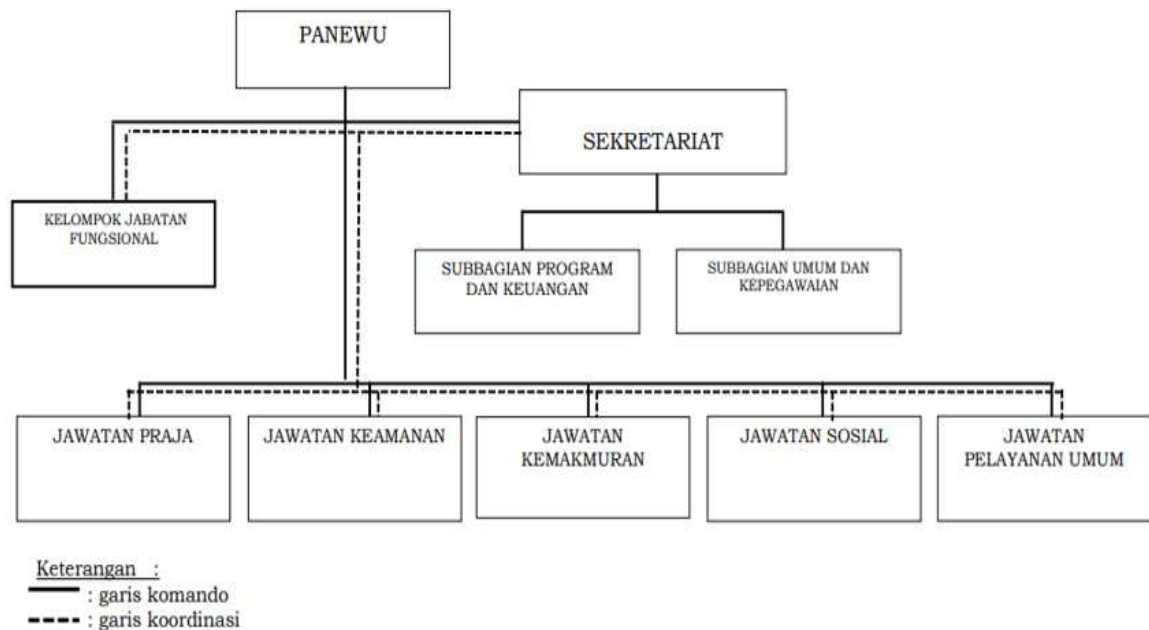 PANEWU
SEKRETARIAT
KELOMPOK JABATAN
FUNGSIONAL
SUBBAGIAN PROGRAM
DAN KEUANGAN
SUBBAGIAN UMUM DAN
KEPEGAWAIAN
JAWATAN PRAJA
JAWATAN KEAMANAN
JAWATAN
KEMAKMURAN
JAWATAN SOSIAL
JAWATAN
PELAYANAN UMUM
Keterangan :
: garis komando
: garis koordinasi